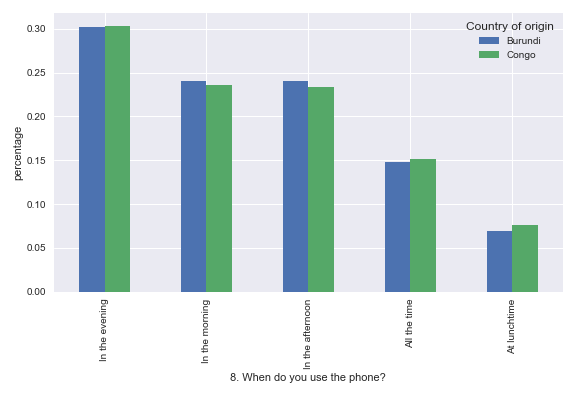 Country of origin
Burundi
Congo
percentage
0.30
0.25
0.20
0.15
0.10
0.05
0.00
In the evening
In the morning
In the afternoon
All the time
At lunchtime
8. When do you use the phone?